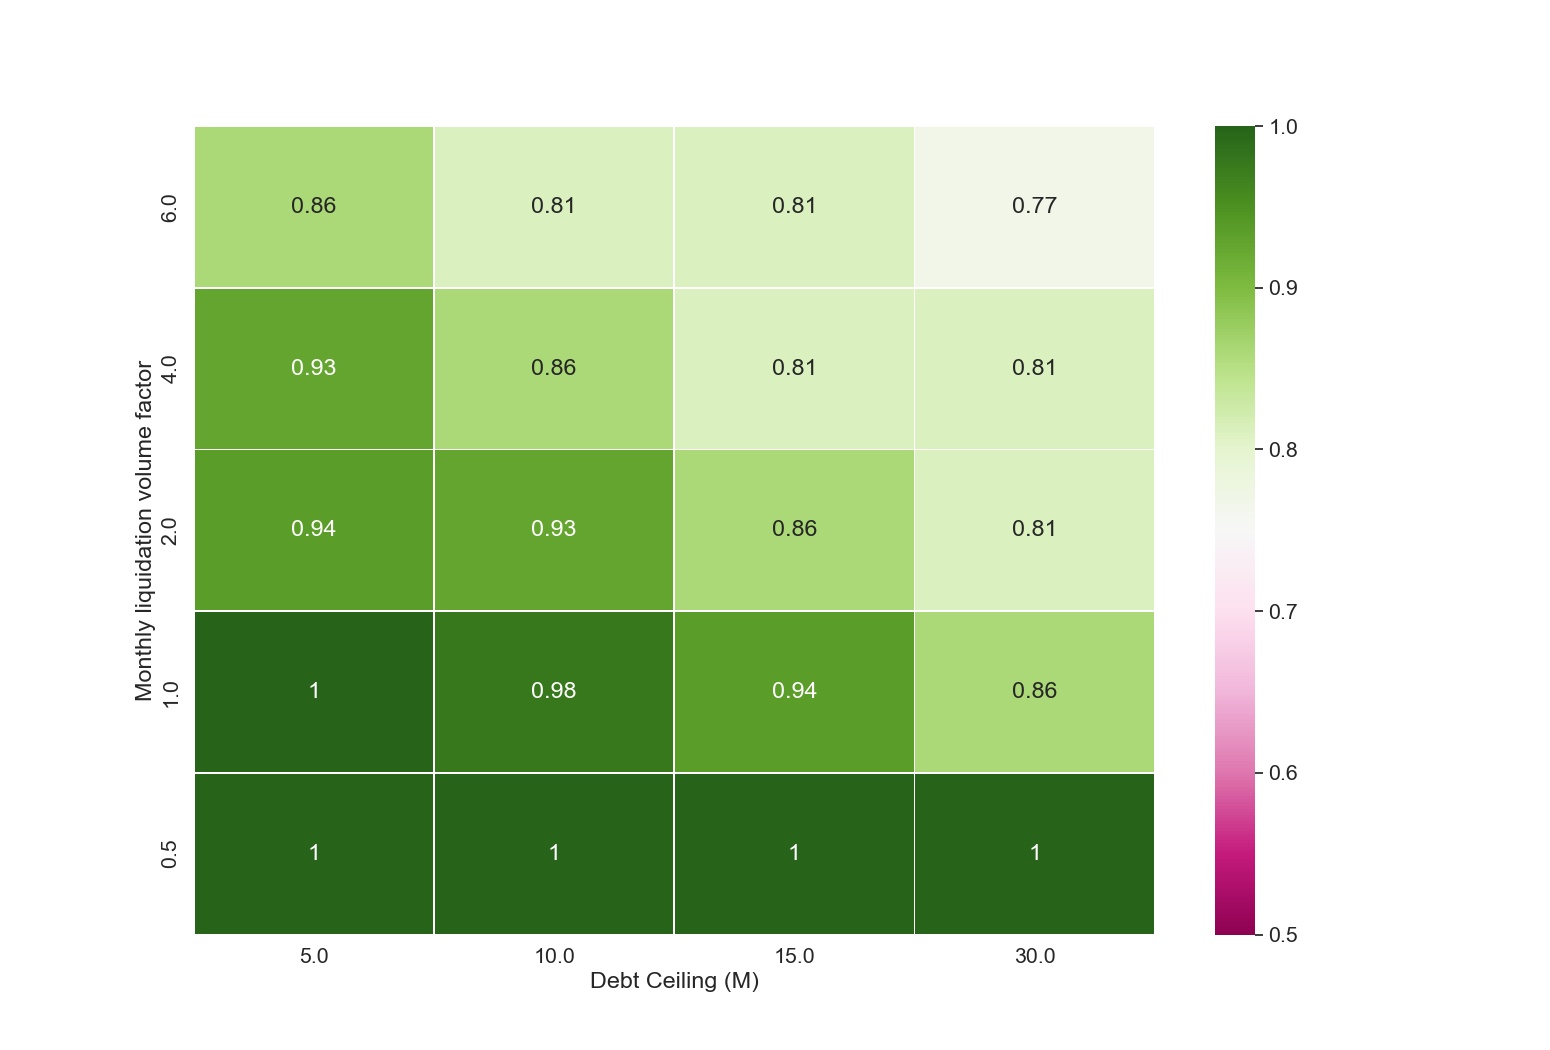 1.0
6.0 0.86 0.81 0.81 0.77
0.9
4.0 0.93 0.86 0.81 0.81
0.8
Monthly liquidation volume factor
2.0 0.94 0.93 0.86 0.81
0.7
1.0 1 0.98 0.94 0.86
0.6
0.5 1 1 1 1
0.5
5.0 10.0 15.0 30.0
Debt Ceiling (M)